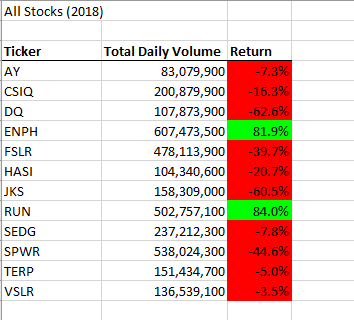 All Stocks (2018)
Ticker Total Daily Volume Return
AY 83,079,900 -7.3%
CSIQ 200,879,900 -16.3%
DQ 107,873,900 -62.6%
ENPH 607,473,500 81.9%
FSLR 478,113,900 -39.7%
HASI 104,340,600 -20.7%
JKS 158,309,000 -60.5%
RUN 502,757,100 84.0%
SEDG 237,212,300 -7.8%
SPWR 538,024,300 -44.6%
TERP 151,434,700 -5.0%
VSLR 136,539,100 -3.5%